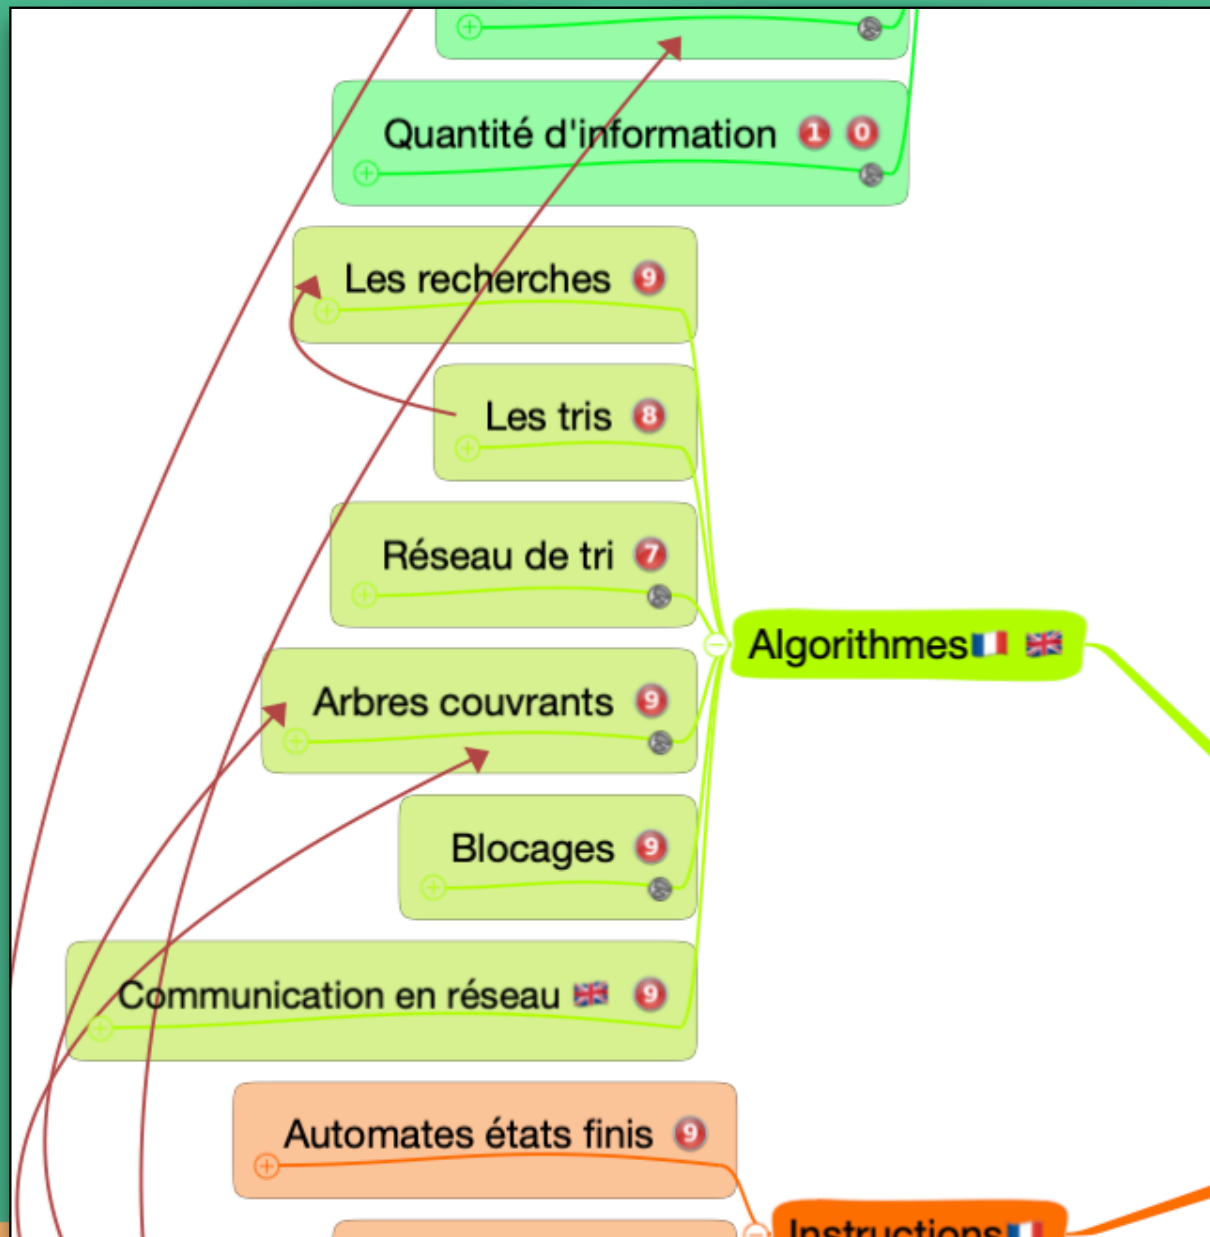 Quantité d'information 1 0
Les recherches 9
Les tris 8
Réseau de tri 7
Algorithmes
Arbres couvrants 9
Blocages 9
Communication en réseau 9
Automates états finis 9
Instructions